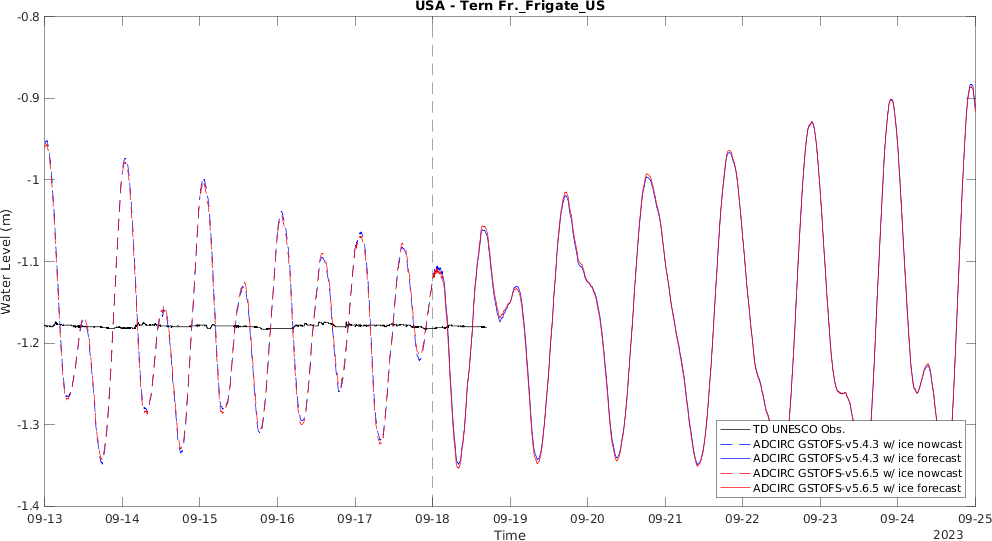 USA - Tern Fr._Frigate_US
Water Level (m)
-0.8
-0.9
-1
-1.1
-1.2
-1.3
-1.4
TD UNESCO Obs.
ADCIRC GSTOFS-v5.4.3 w/ ice nowcast
ADCIRC GSTOFS-v5.4.3 w/ ice forecast
ADCIRC GSTOFS-v5.6.5 w/ ice nowcast
ADCIRC GSTOFS-v5.6.5 w/ ice forecast
09-13 09-14 09-15 09-16 09-17 09-18 09-19 09-20 09-21 09-22 09-23 09-24 09-25
Time
2023